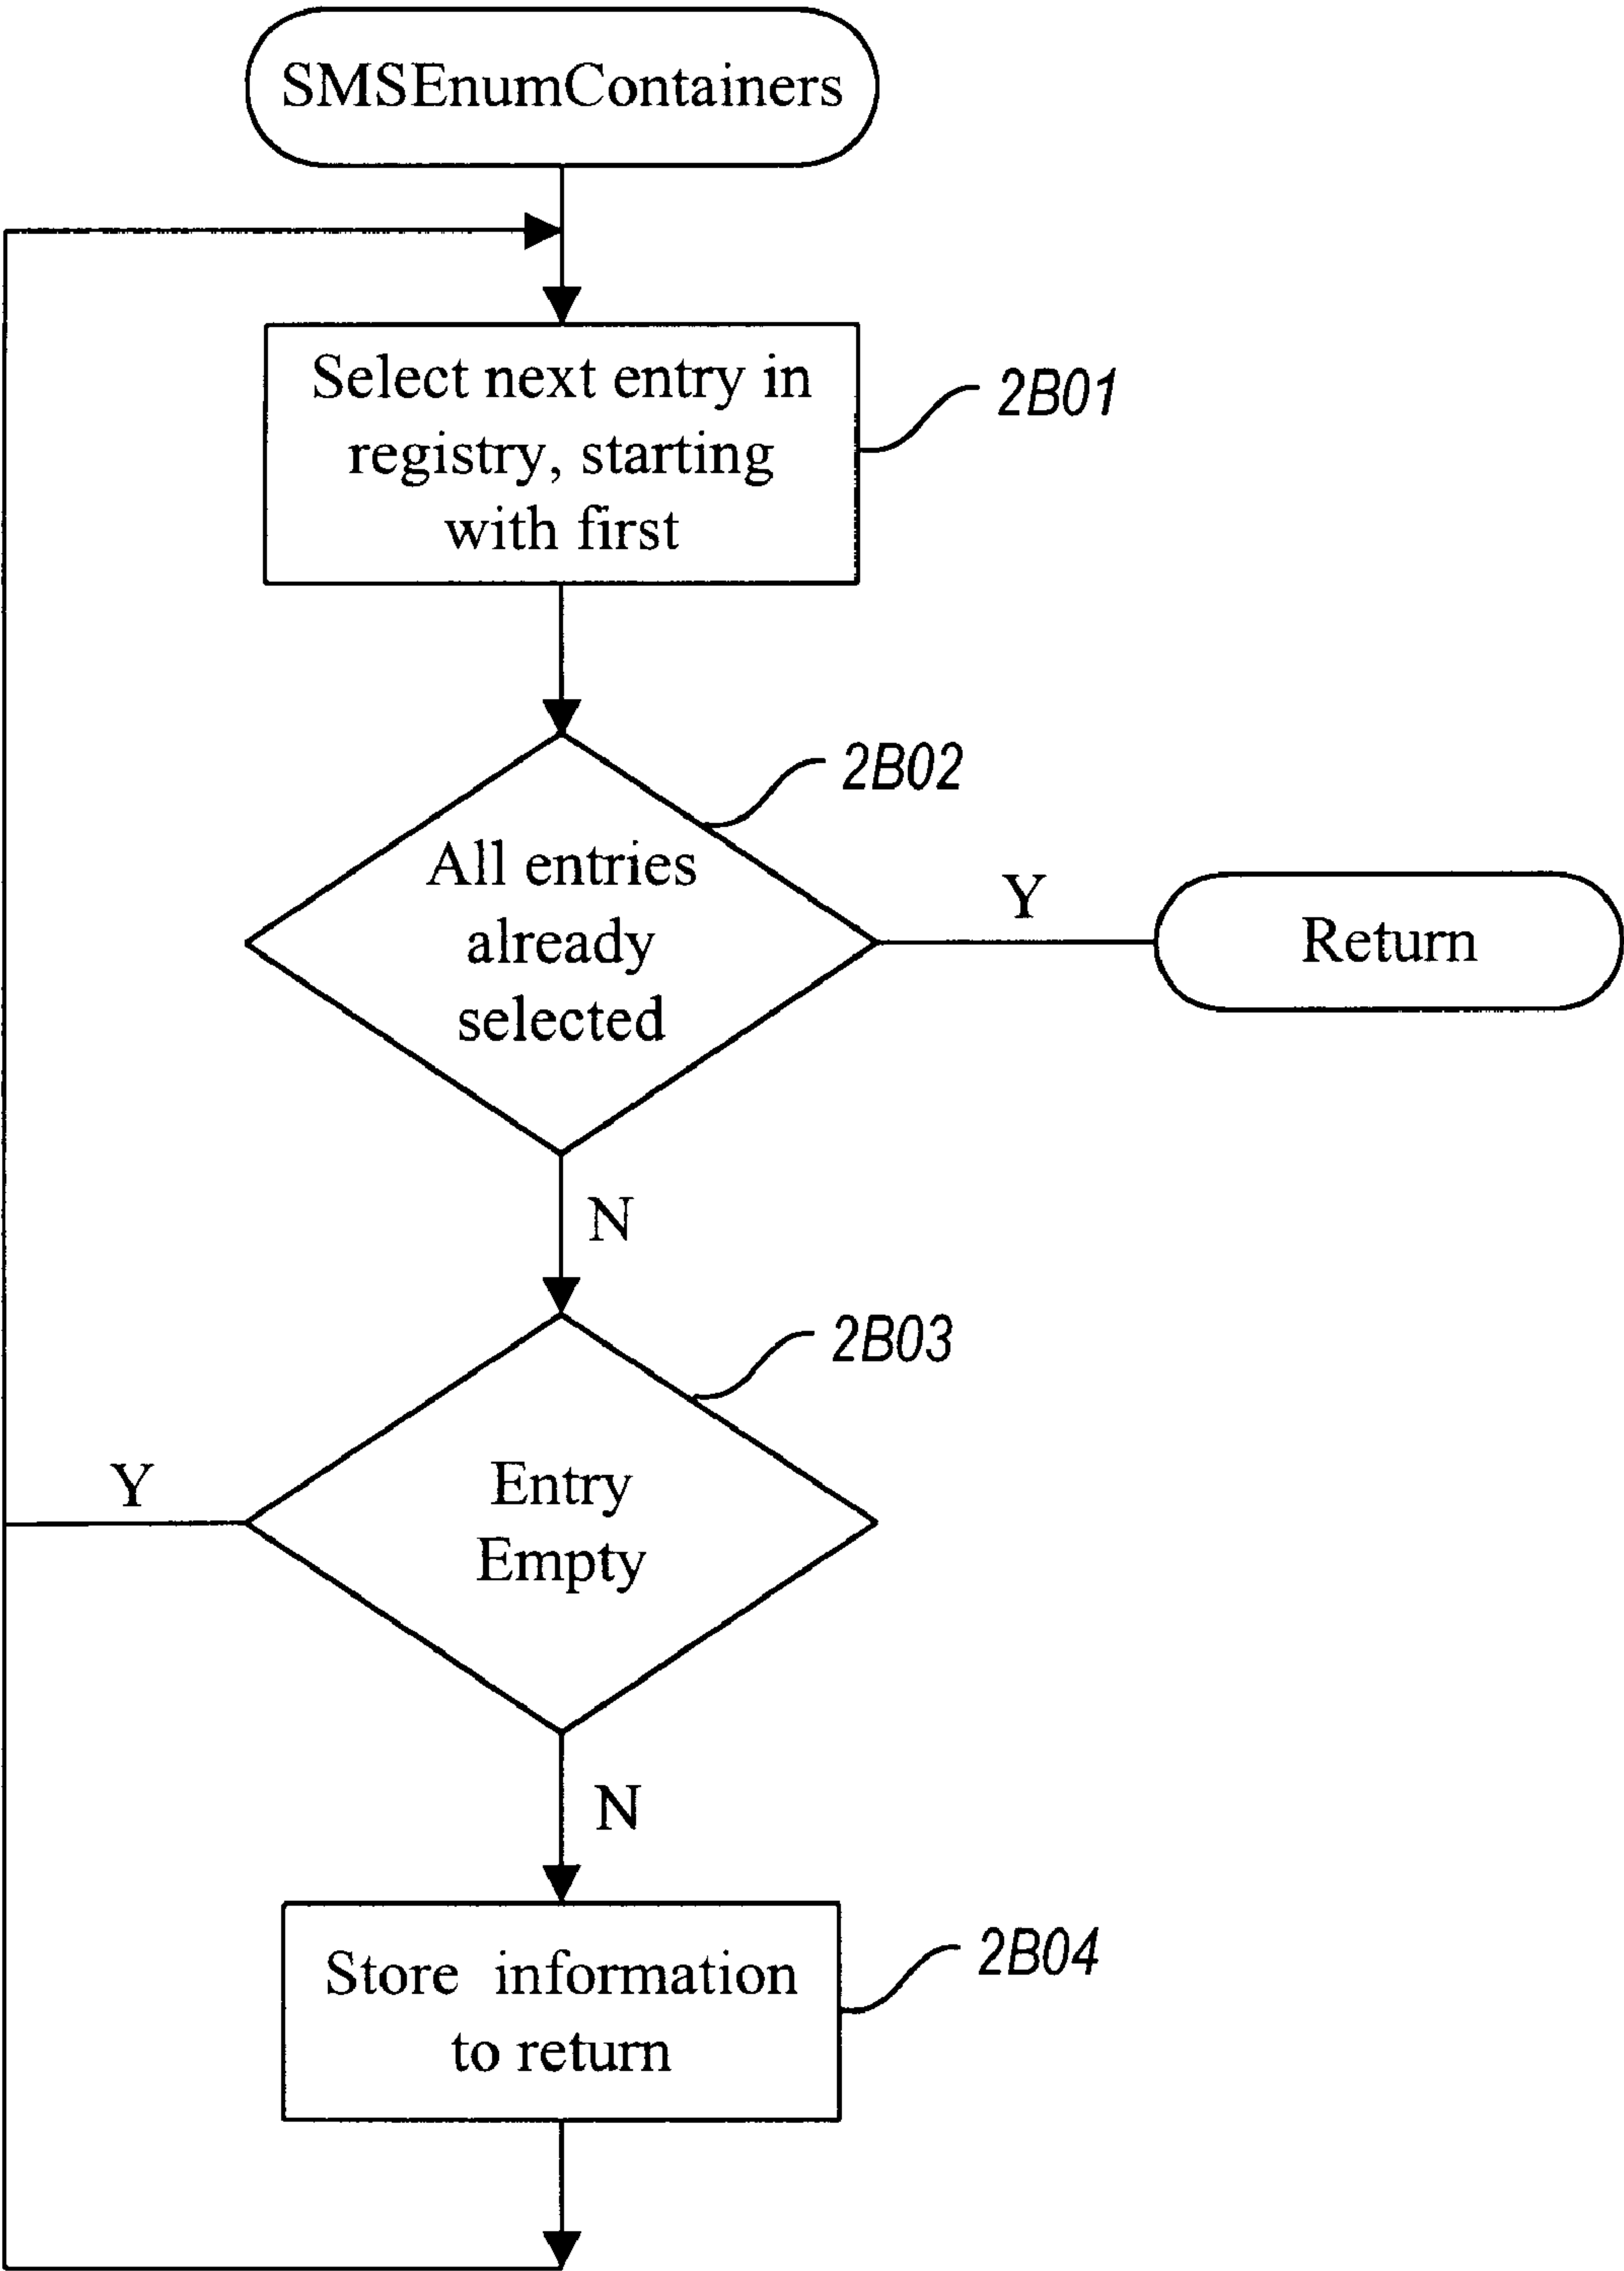 SMSEnumContainers
Select next entry in
registry, starting
with first
2B01
2B02
All entries
already
selected
Y
Return
N
2B03
Entry
Empty
Y
N
Store information
to return
2B04